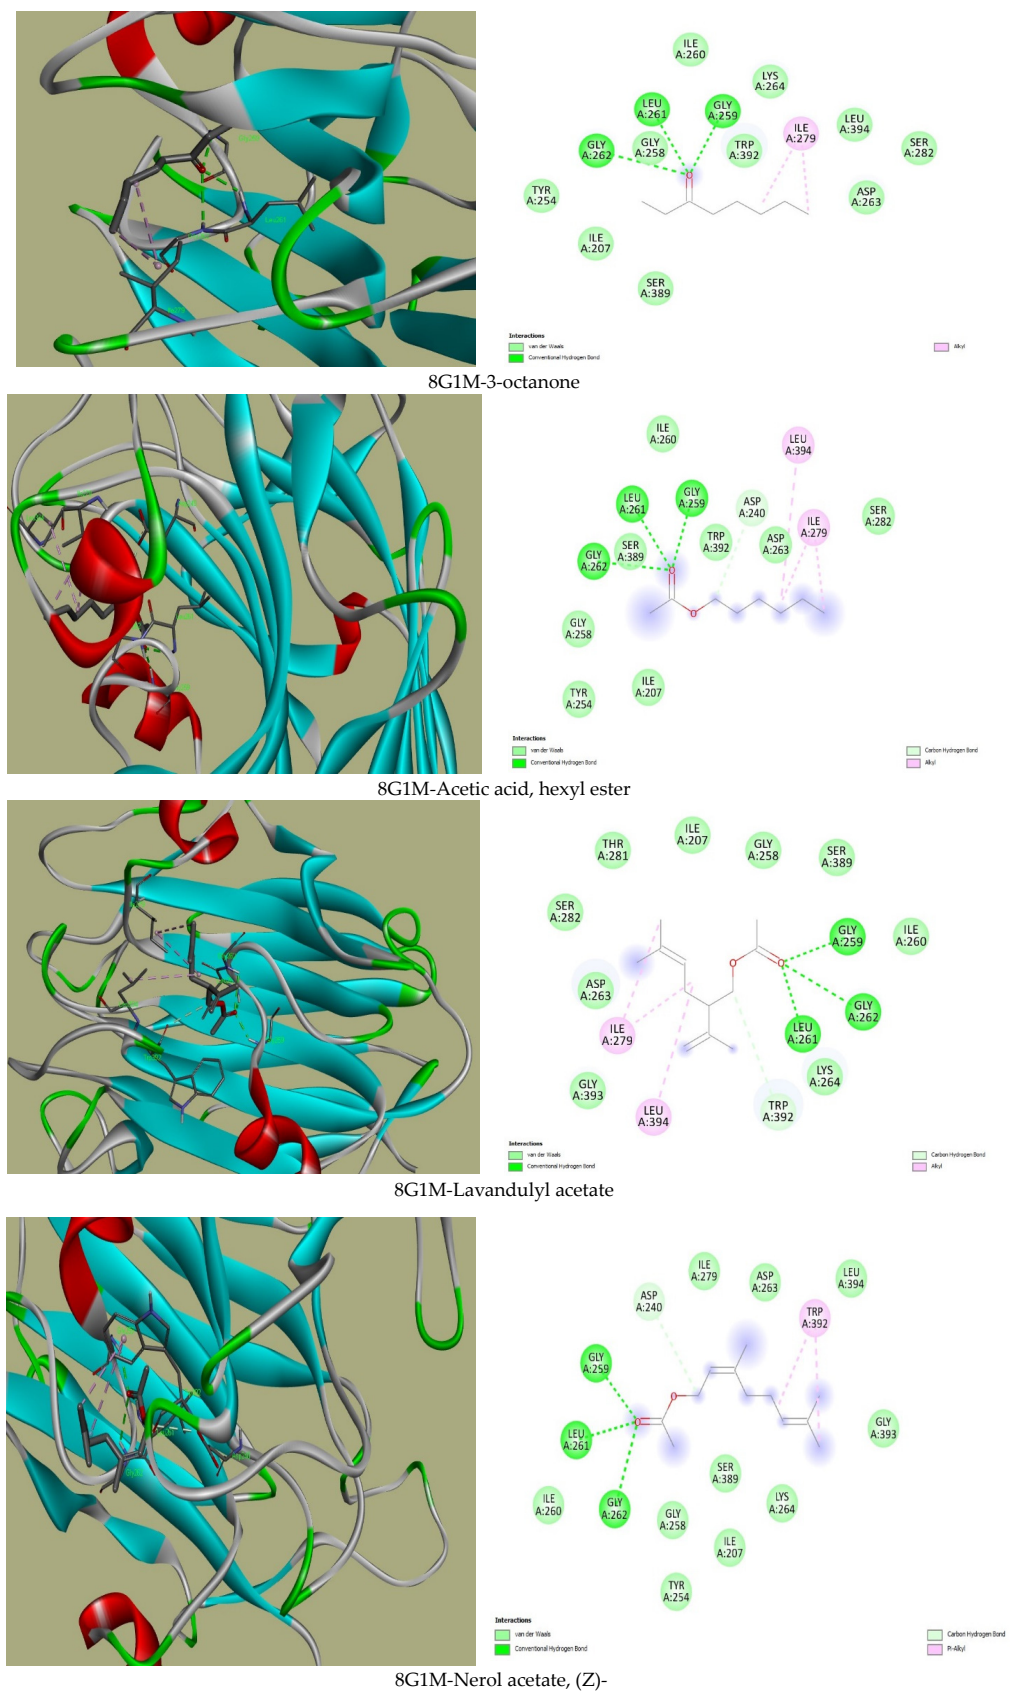 ILE
A:260
LYS
A:264
LEU
A:261
GLY
A:259
LEU
A:394
ILE
A:279
GLY
A:262
GLY
A:258
TRP
A:392
SER
A:282
TYR
A:254
ASP
A:263
ILE
A:207
SER
A:389
Interactions
van der Waals
Conventional Hydrogen Bond
Alkyl
8G1M-3-octanone
ILE
A:260
LEU
A:394
LEU
A:261
GLY
A:259
ASP
A:240
SER
A:282
ILE
A:279
GLY
A:262
SER
A:389
TRP
A:392
ASP
A:263
GLY
A:258
TYR
A:254
ILE
A:207
Interactions
van der Waals
Conventional Hydrogen Bond
Carbon Hydrogen Bond
Alkyl
8G1M-Acetic acid, hexyl ester
THR
A:281
ILE
A:207
GLY
A:258
SER
A:389
SER
A:282
GLY
A:259
ILE
A:260
ASP
A:263
GLY
A:262
ILE
A:279
LEU
A:261
GLY
A:393
LYS
A:264
LEU
A:394
TRP
A:392
Interactions
van der Waals
Conventional Hydrogen Bond
Carbon Hydrogen Bond
Alkyl
8G1M-Lavandulyl acetate
ILE
A:279
ASP
A:263
LEU
A:394
ASP
A:240
TRP
A:392
GLY
A:259
LEU
A:261
GLY
A:393
ILE
A:260
GLY
A:262
GLY
A:258
SER
A:389
LYS
A:264
ILE
A:207
TYR
A:254
Interactions
van der Waals
Conventional Hydrogen Bond
Carbon Hydrogen Bond
Pi-Alkyl
8G1M-Nerol acetate, (Z)-